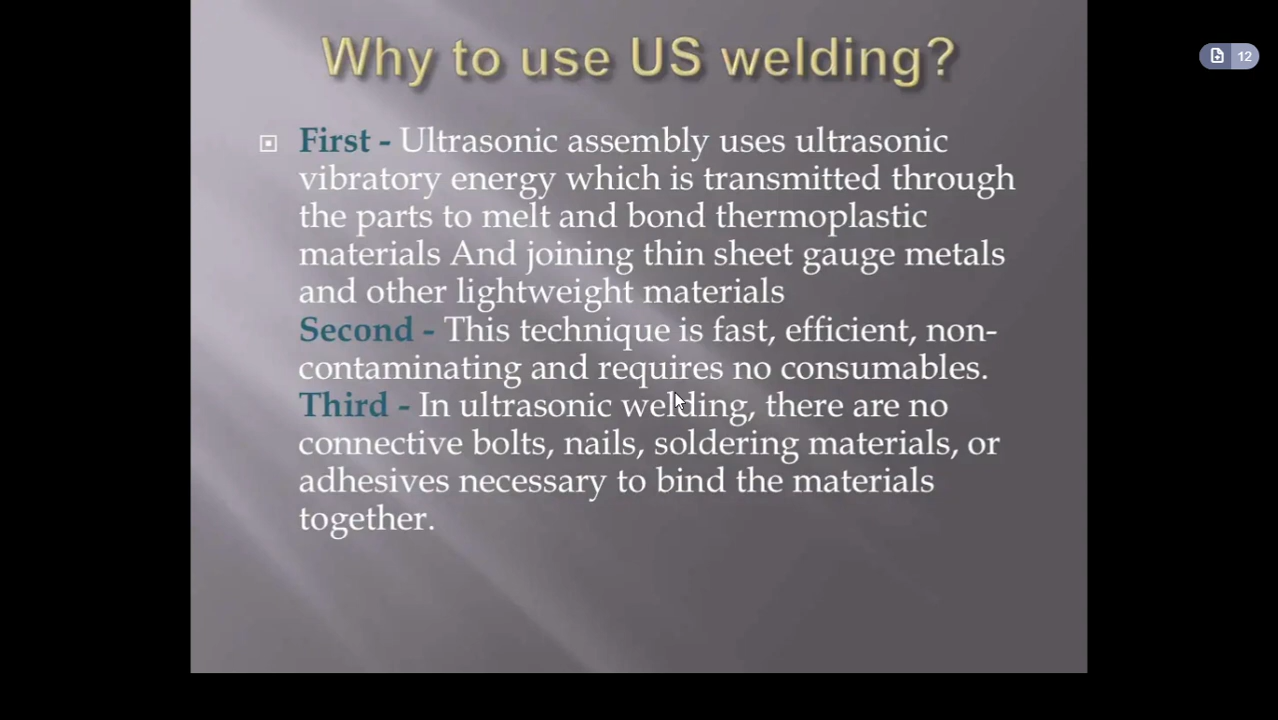 Why to use US welding?
12
First - Ultrasonic assembly uses ultrasonic
vibratory energy which is transmitted through
the parts to melt and bond thermoplastic
materials And joining thin sheet gauge metals
and other lightweight materials
Second - This technique is fast, efficient, non-
contaminating and requires no consumables.
Third - In ultrasonic welding, there are no
connective bolts, nails, soldering materials, or
adhesives necessary to bind the materials
together.